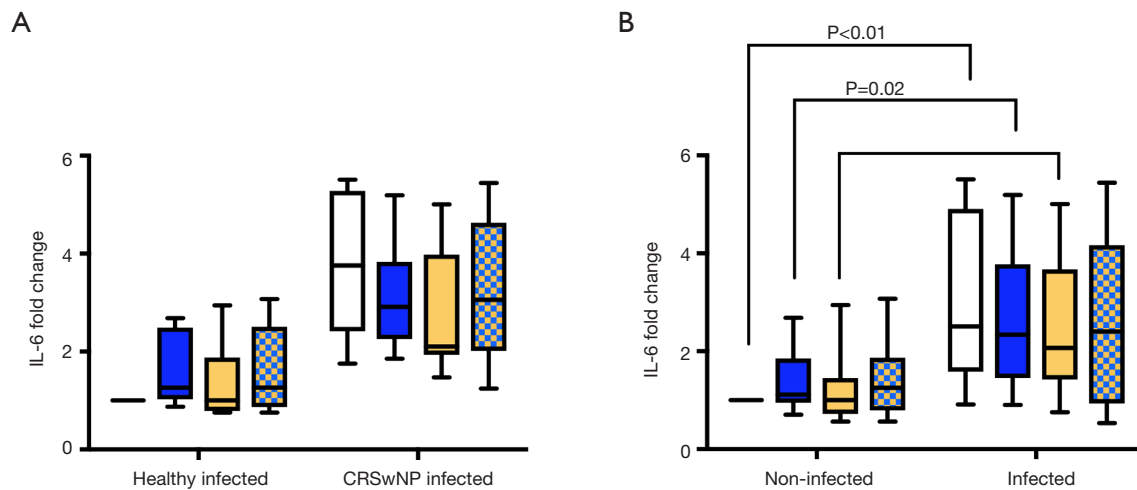 A
IL-6 fold change
6
4
2
0
Healthy infected
CRSwNP infected
B
P<0.01
P=0.02
IL-6 fold change
6
4
2
0
Non-infected
Infected